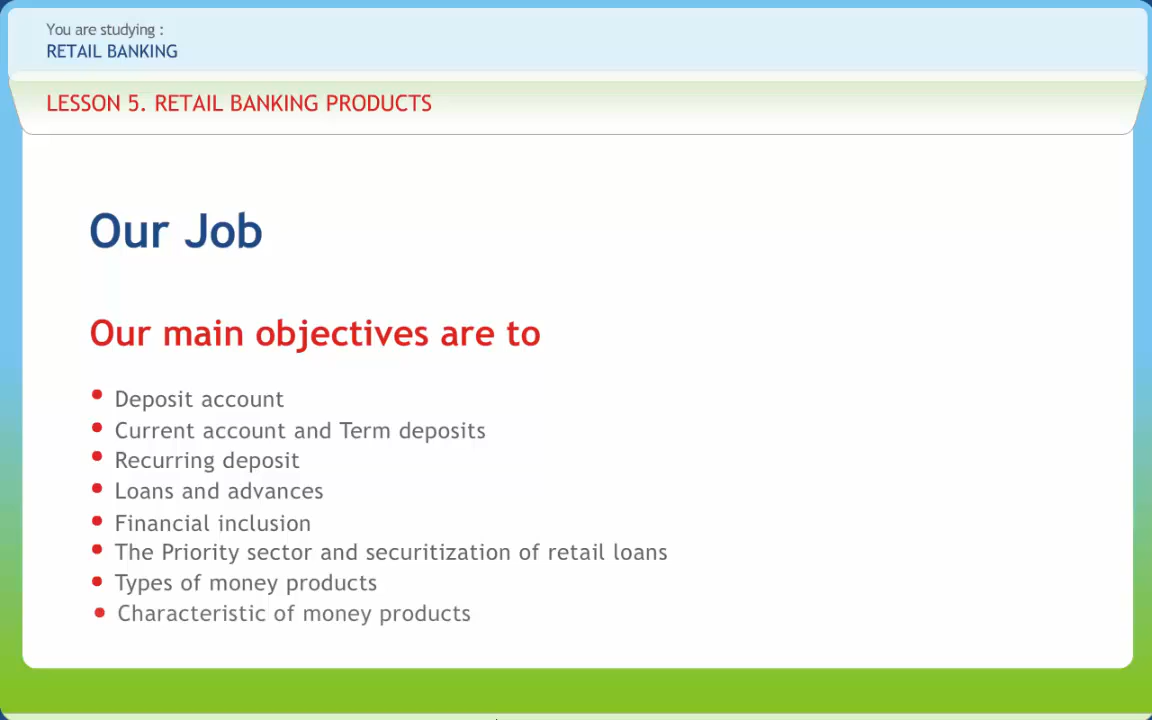 You are studying :
RETAIL BANKING
LESSON 5. RETAIL BANKING PRODUCTS
Our Job
Our main objectives are to
• Deposit account
• Current account and Term deposits
• Recurring deposit
• Loans and advances
• Financial inclusion
• The Priority sector and securitization of retail loans
• Types of money products
• Characteristic of money products